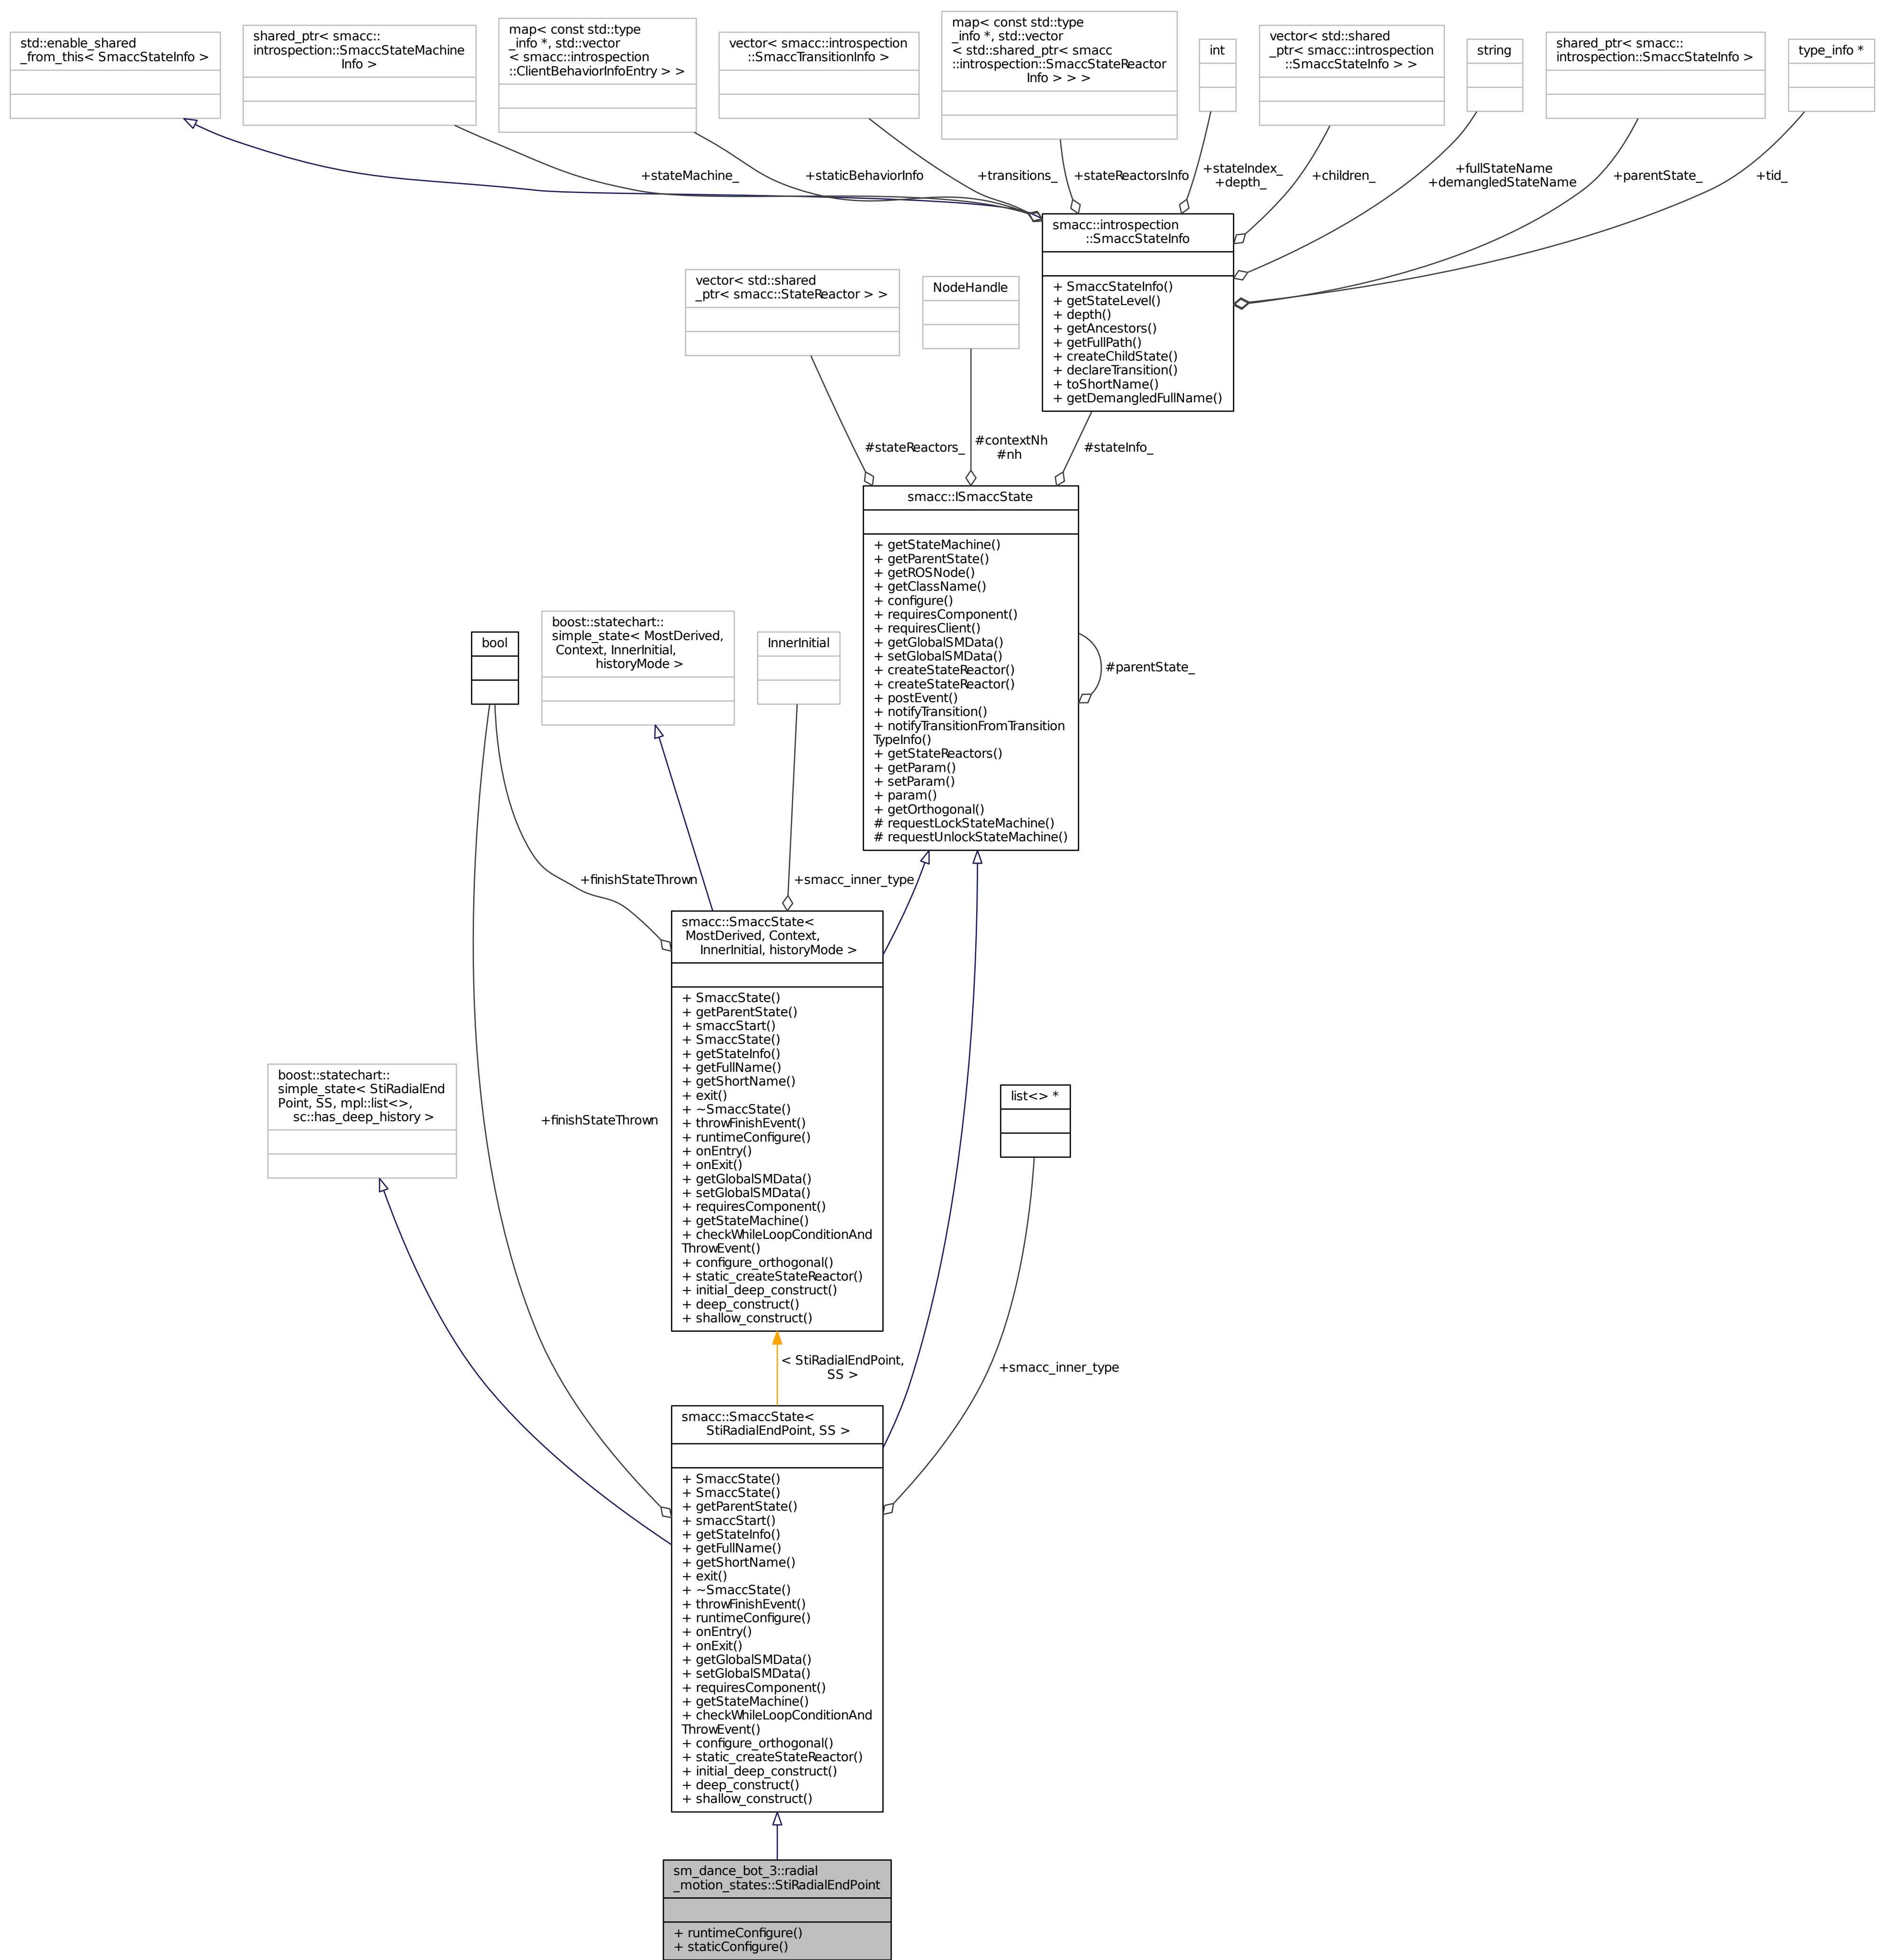 std::enable_shared
_from_this< SmaccStateInfo >
shared_ptr< smacc::
introspection::SmaccStateMachine
Info >
map< const std::type
_info *, std::vector
< smacc::introspection
::ClientBehaviorInfoEntry > >
vector< smacc::introspection
::SmaccTransitionInfo >
map< const std::type
_info *, std::vector
< std::shared_ptr< smacc
::introspection::SmaccStateReactor
Info > > >
int
vector< std::shared
_ptr< smacc::introspection
::SmaccStateInfo > >
string
shared_ptr< smacc::
introspection::SmaccStateInfo >
type_info *
+stateMachine_
+staticBehaviorInfo
+transitions_
+stateReactorsInfo
+stateIndex_
+depth_
+children_
+fullStateName
+demangledStateName
+parentState_
+tid_
smacc::introspection
::SmaccStateInfo
+ SmaccStateInfo()
+ getStateLevel()
+ depth()
+ getAncestors()
+ getFullPath()
+ createChildState()
+ declareTransition()
+ toShortName()
+ getDemangledFullName()
vector< std::shared
_ptr< smacc::StateReactor > >
NodeHandle
#stateReactors_
#contextNh
#nh
#stateInfo_
smacc::ISmaccState
+ getStateMachine()
+ getParentState()
+ getROSNode()
+ getClassName()
+ configure()
+ requiresComponent()
+ requiresClient()
+ getGlobalSMData()
+ setGlobalSMData()
+ createStateReactor()
+ createStateReactor()
+ postEvent()
+ notifyTransition()
+ notifyTransitionFromTransition
TypeInfo()
+ getStateReactors()
+ getParam()
+ setParam()
+ param()
+ getOrthogonal()
# requestLockStateMachine()
# requestUnlockStateMachine()
#parentState_
bool
boost::statechart::
simple_state< MostDerived,
Context, InnerInitial,
historyMode >
InnerInitial
+finishStateThrown
+smacc_inner_type
smacc::SmaccState<
MostDerived, Context,
InnerInitial, historyMode >
+ SmaccState()
+ getParentState()
+ smaccStart()
+ SmaccState()
+ getStateInfo()
+ getFullName()
+ getShortName()
+ exit()
+ ~SmaccState()
+ throwFinishEvent()
+ runtimeConfigure()
+ onEntry()
+ onExit()
+ getGlobalSMData()
+ setGlobalSMData()
+ requiresComponent()
+ getStateMachine()
+ checkWhileLoopConditionAnd
ThrowEvent()
+ configure_orthogonal()
+ static_createStateReactor()
+ initial_deep_construct()
+ deep_construct()
+ shallow_construct()
boost::statechart::
simple_state< StiRadialEnd
Point, SS, mpl::list<>,
sc::has_deep_history >
+finishStateThrown
list<> *
< StiRadialEndPoint,
SS >
+smacc_inner_type
smacc::SmaccState<
StiRadialEndPoint, SS >
+ SmaccState()
+ SmaccState()
+ getParentState()
+ smaccStart()
+ getStateInfo()
+ getFullName()
+ getShortName()
+ exit()
+ ~SmaccState()
+ throwFinishEvent()
+ runtimeConfigure()
+ onEntry()
+ onExit()
+ getGlobalSMData()
+ setGlobalSMData()
+ requiresComponent()
+ getStateMachine()
+ checkWhileLoopConditionAnd
ThrowEvent()
+ configure_orthogonal()
+ static_createStateReactor()
+ initial_deep_construct()
+ deep_construct()
+ shallow_construct()
sm_dance_bot_3::radial
_motion_states::StiRadialEndPoint
+ runtimeConfigure()
+ staticConfigure()